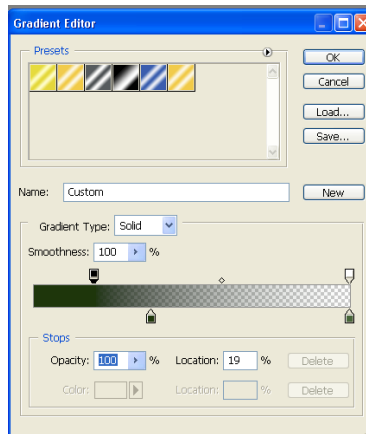 Gradient Editor
Presets
OK
Cancel
Load...
Save...
Name: Custom New
Gradient Type: Solid
Smoothness: 100 %
Stops
Opacity: 100 % Location: 19 % Delete
Color: Location: % Delete